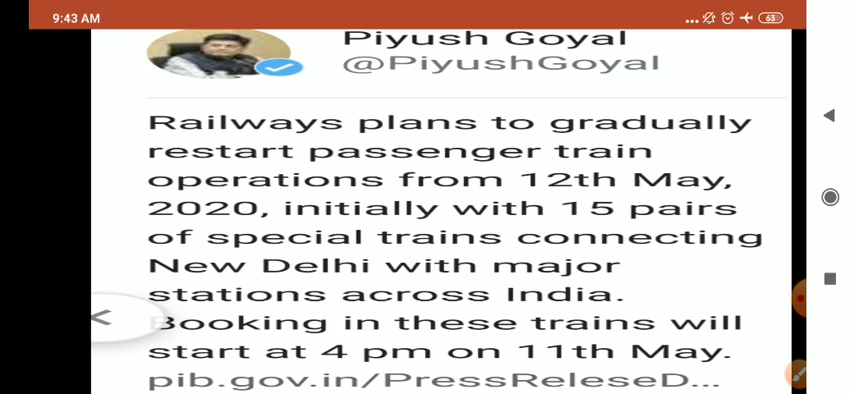 9:43 AM
63
Piyush Goyal
@PiyushGoyal
Railways plans to gradually
restart passenger train
operations from 12th May,
2020, initially with 15 pairs
of special trains connecting
New Delhi with major
stations across India.
Booking in these trains will
start at 4 pm on 11th May.
pib.gov.in/PressReleseD...